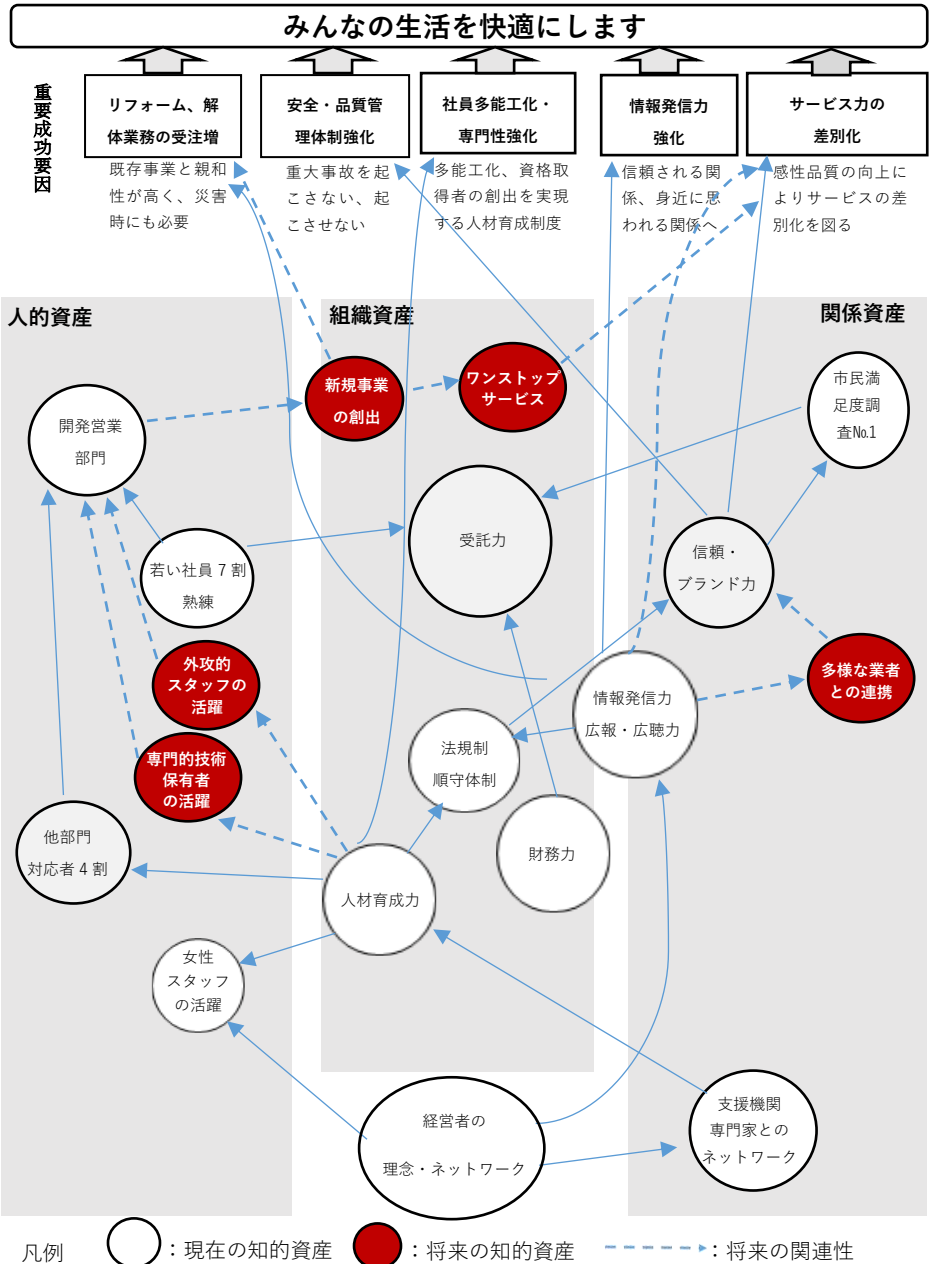 みんなの生活を快適にします
重要成功要因
リフォーム、解
体業務の受注増
既存事業と親和
性が高く、災害
時にも必要
安全・品質管
理体制強化
重大事故を起
こさない、起
こさせない
社員多能工化・
専門性強化
多能工化、資格取
得者の創出を実現
する人材育成制度
情報発信力
強化
信頼される関
係、身近に思
われる関係へ
サービス力の
差別化
感性品質の向上に
よりサービスの差
別化を図る
人的資産
組織資産
関係資産
新規事業
の創出
ワンストップ
サービス
市民満
足度調
査№1
開発営業
部門
受託力
信頼・
ブランド力
若い社員７割
熟練
外攻的
スタッフの
活躍
多様な業者
との連携
情報発信力
広報・広聴力
法規制
順守体制
専門的技術
保有者
の活躍
他部門
対応者４割
財務力
人材育成力
女性
スタッフ
の活躍
経営者の
理念・ネットワーク
支援機関
専門家との
ネットワーク
凡例
：現在の知的資産
：将来の知的資産
：将来の関連性